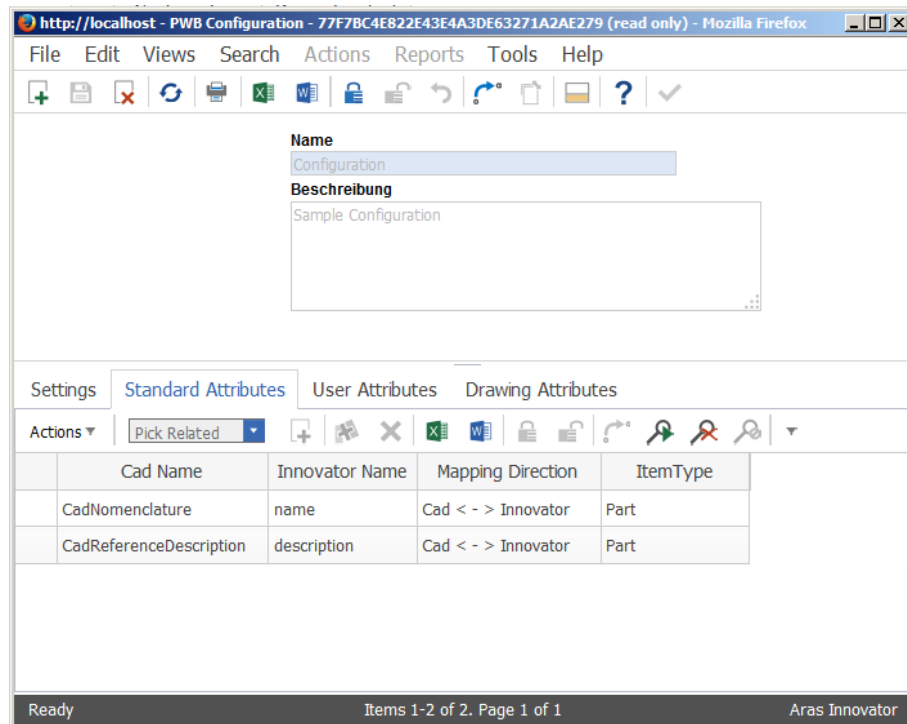 http://localhost - PWB Configuration - 77F7BC4E822E43E4A3DE63271A2AE279 (read only) - Mozilla Firefox
File Edit Views Search Actions Reports Tools Help
Name
Configuration
Beschreibung
Sample Configuration
Settings Standard Attributes User Attributes Drawing Attributes
Actions Pick Related
Cad Name Innovator Name Mapping Direction ItemType
CadNomenclature name Cad < - > Innovator Part
CadReferenceDescription description Cad < - > Innovator Part
Ready Items 1-2 of 2. Page 1 of 1 Aras Innovator